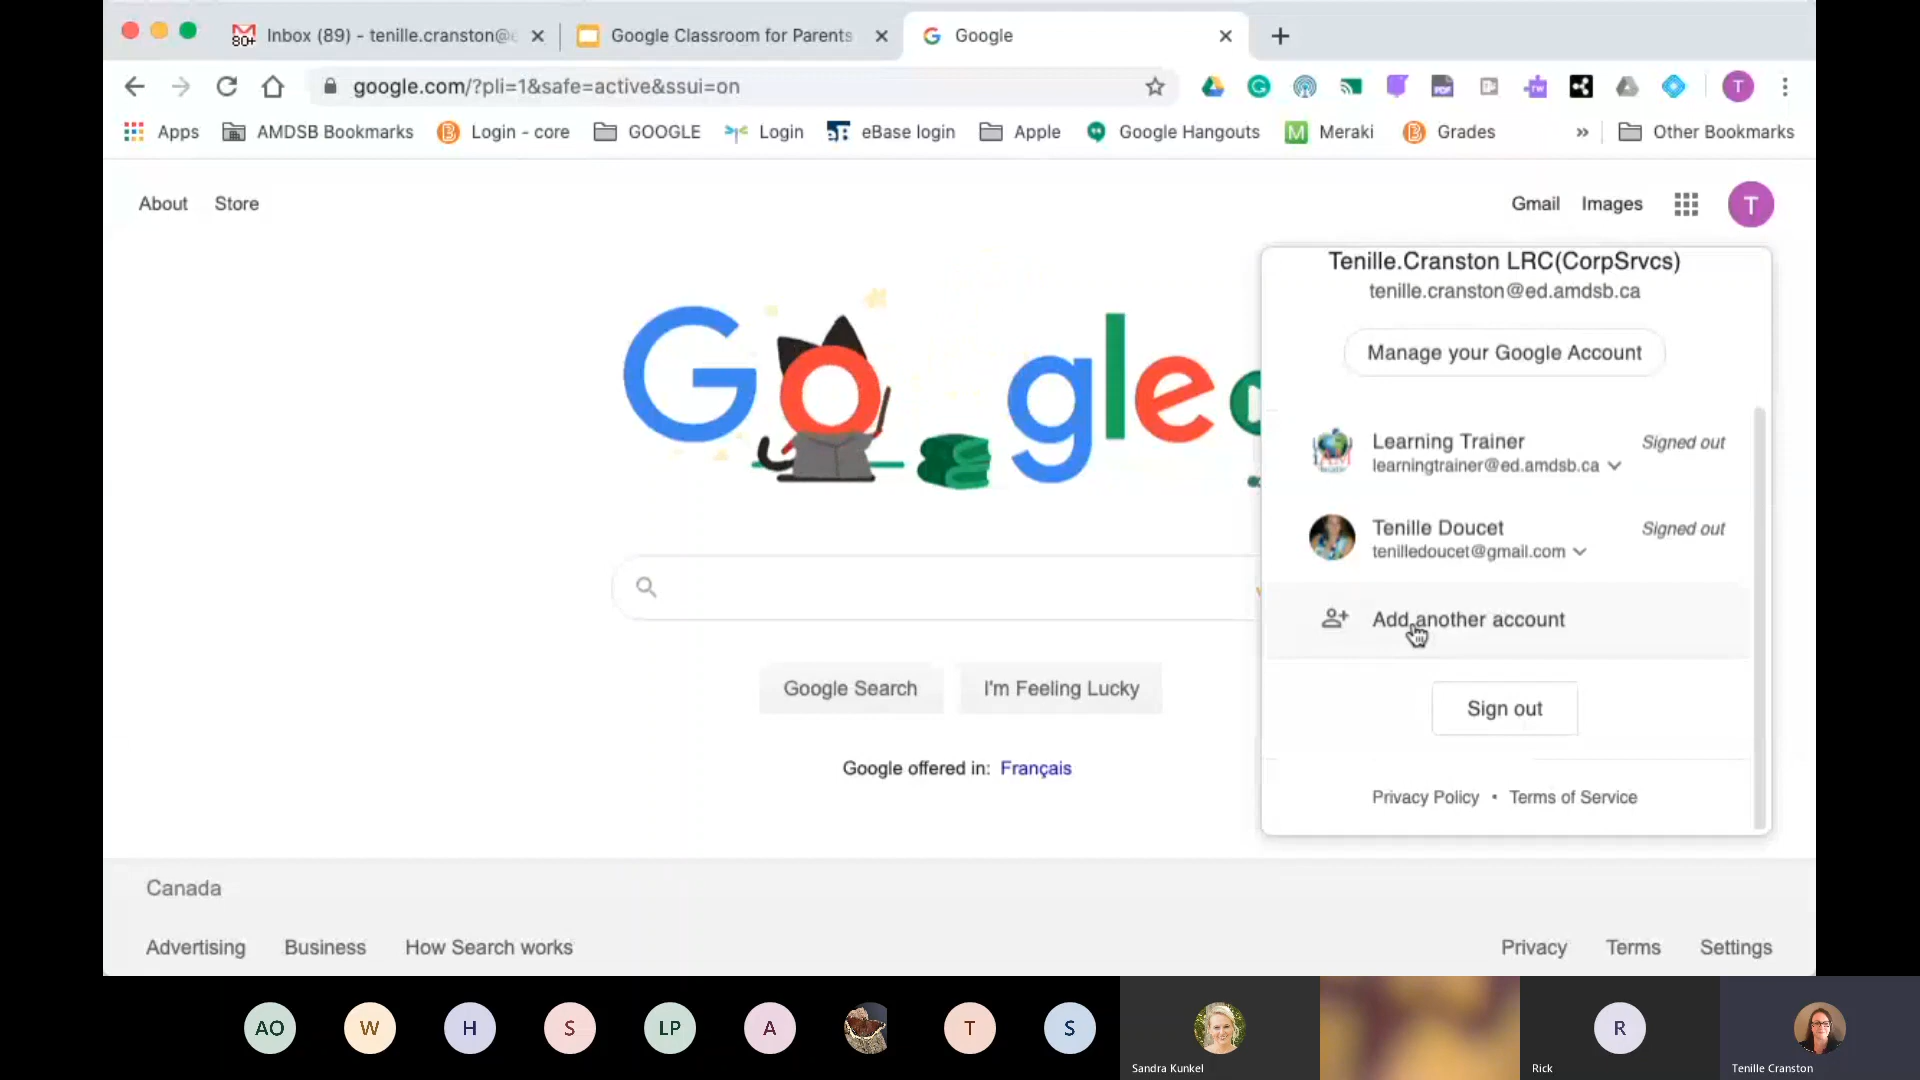 80+
Inbox (89) - tenille.cranston@e
Google Classroom for Parents
Google
google.com/?pli=1&safe=active&ssui=on
T
Apps
AMDSB Bookmarks
Login - core
GOOGLE
Login
eBase login
Apple
Google Hangouts
M
Meraki
Grades
»
Other Bookmarks
About
Store
Gmail
Images
T
Google
Tenille.Cranston LRC(CorpSrvcs)
tenille.cranston@ed.amdsb.ca
Manage your Google Account
Learning Trainer
Signed out
learningtrainer@ed.amdsb.ca
Tenille Doucet
Signed out
tenilledoucet@gmail.com
Add another account
Sign out
Privacy Policy • Terms of Service
Google Search
I'm Feeling Lucky
Google offered in: Français
Canada
Advertising
Business
How Search works
Privacy
Terms
Settings
AO
W
H
S
LP
A
T
S
R
Sandra Kunkel
Rick
Tenille Cranston